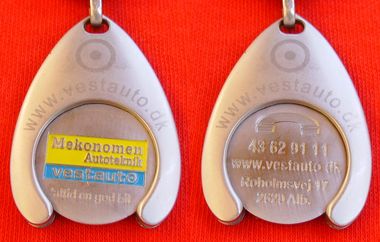 www.vestauto.dk
Mekonomen
Autoteknik
vestauto
altid en god bil
www.vestauto.dk
43 62 91 11
www.vestauto.dk
Roholmsvej 17
2620 Alb.